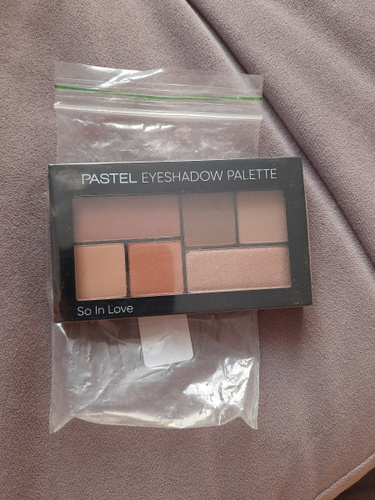 PASTEL EYESHADOW PALETTE
So In Love